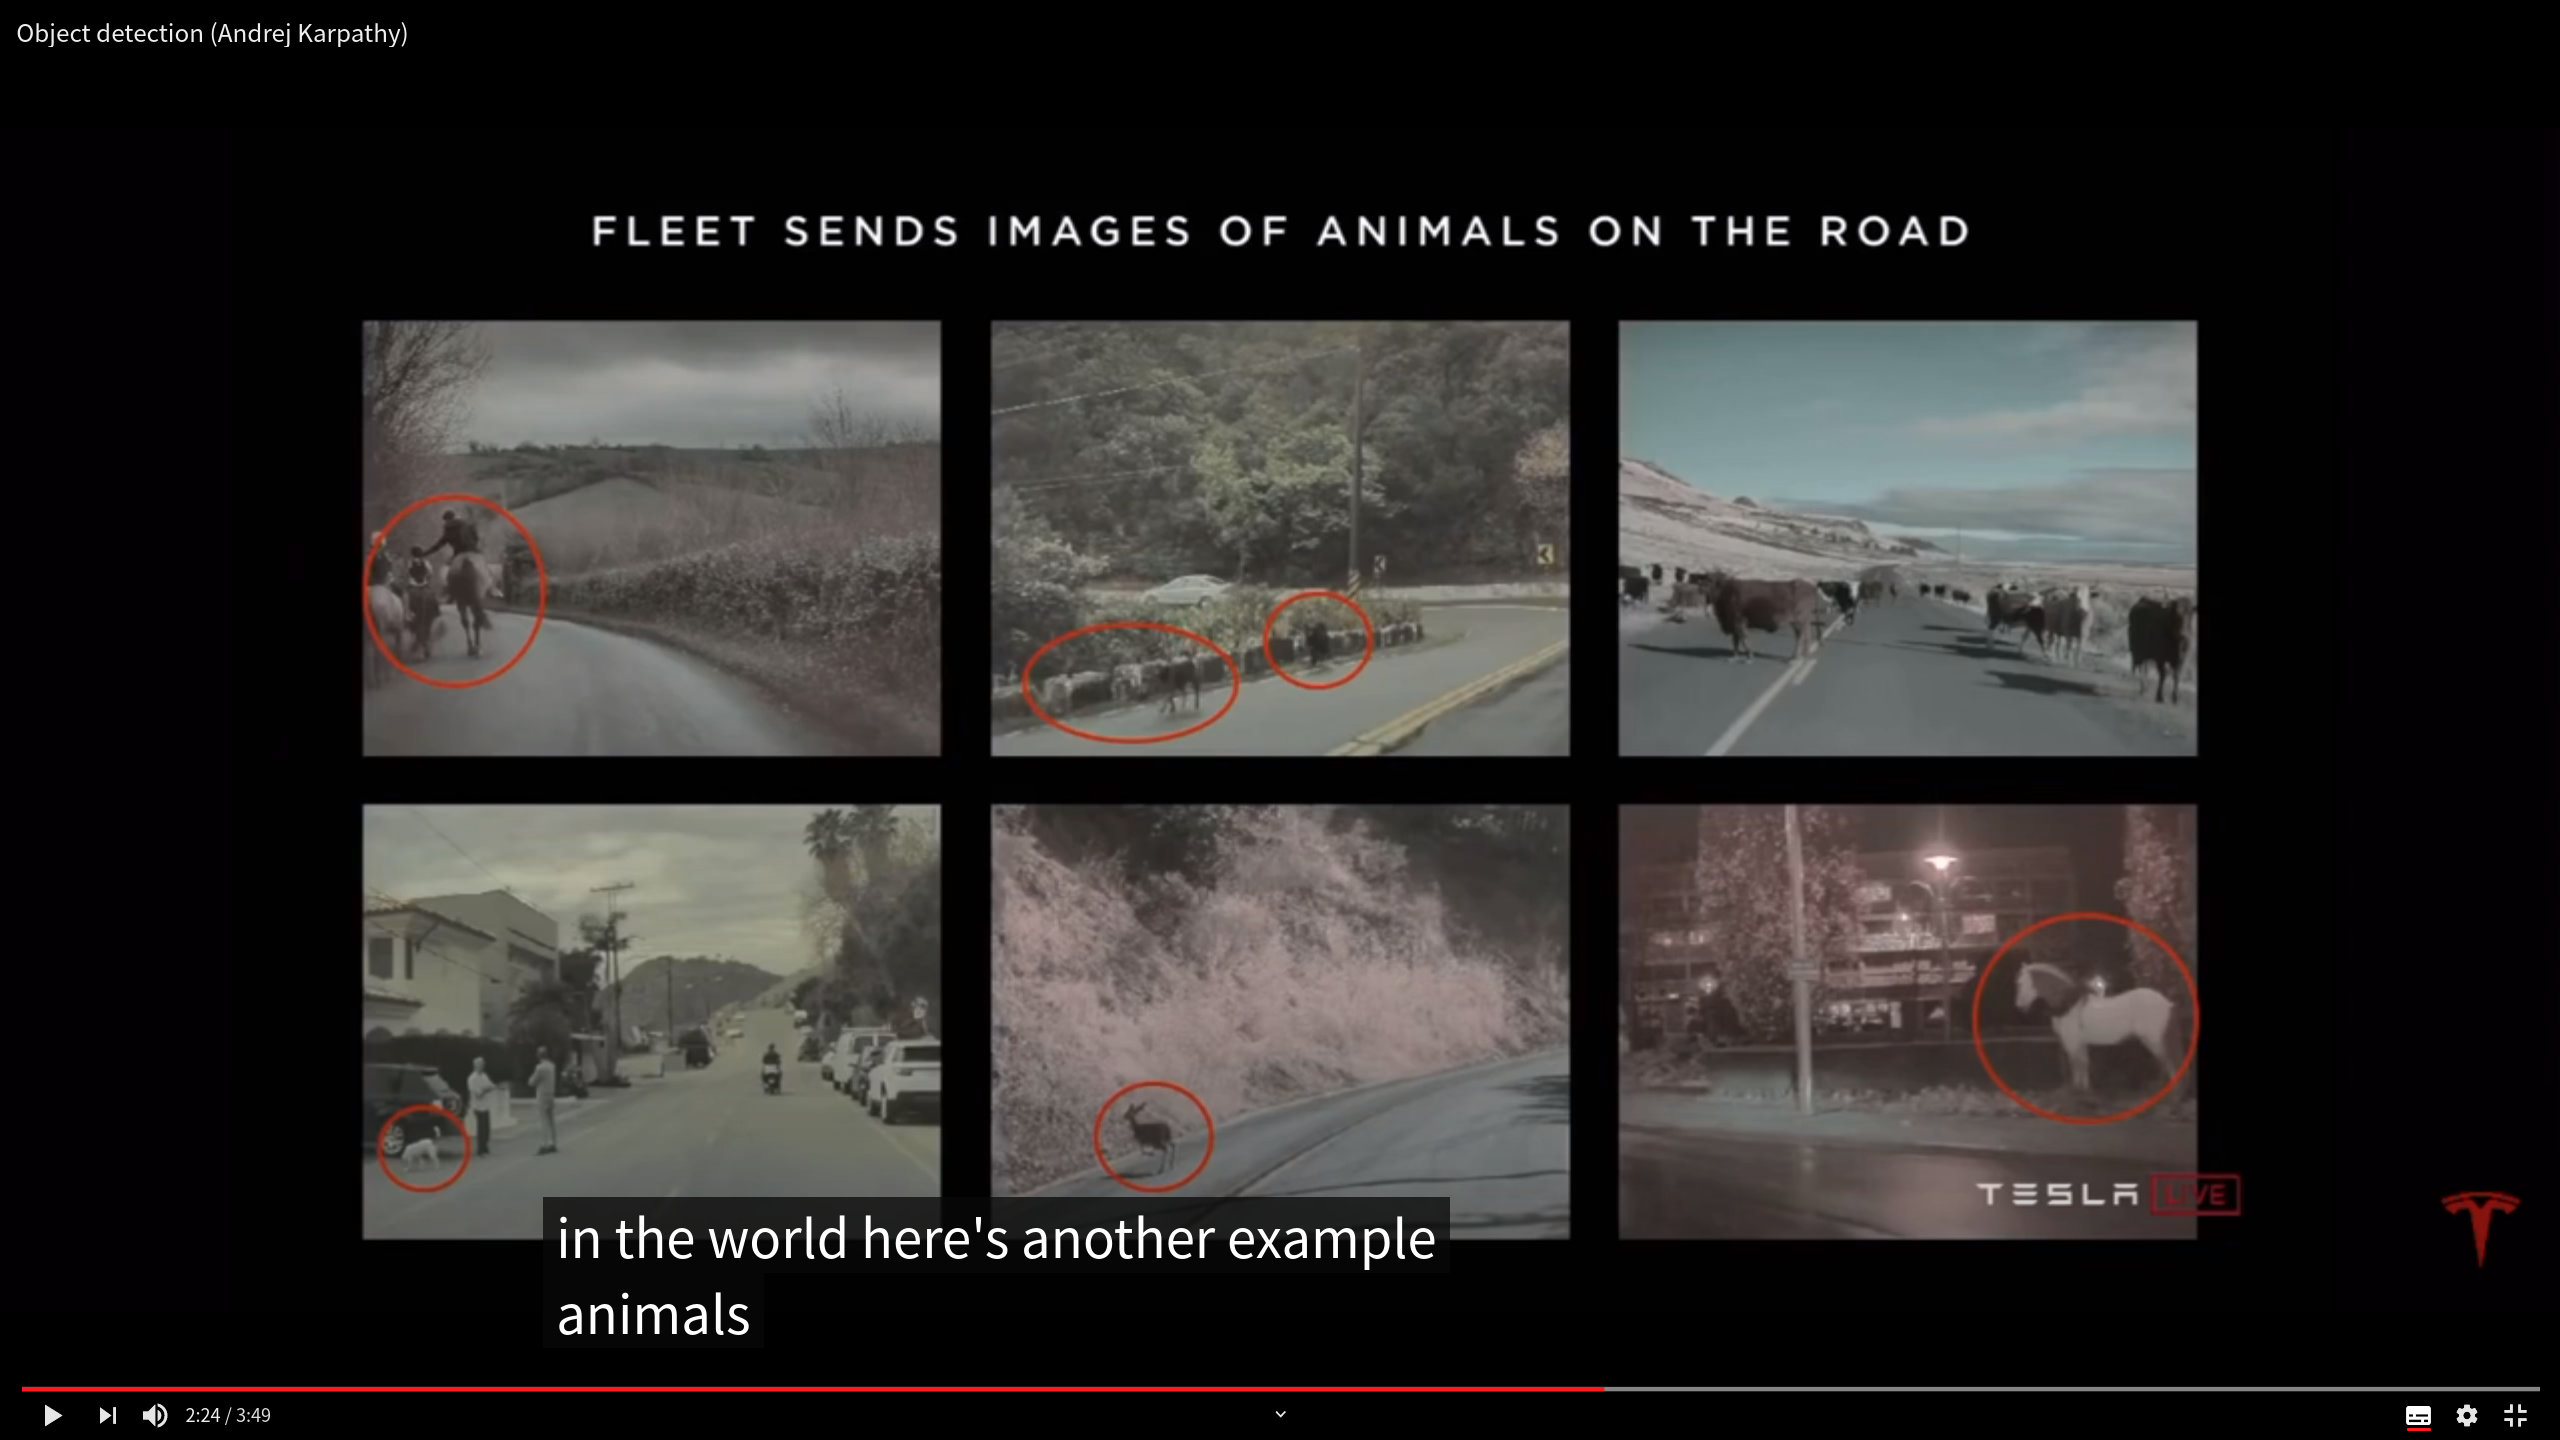 Object detection (Andrej Karpathy)
FLEET SENDS IMAGES OF ANIMALS ON THE ROAD
TESLA LIVE
in the world here's another example
animals
2:24 / 3:49